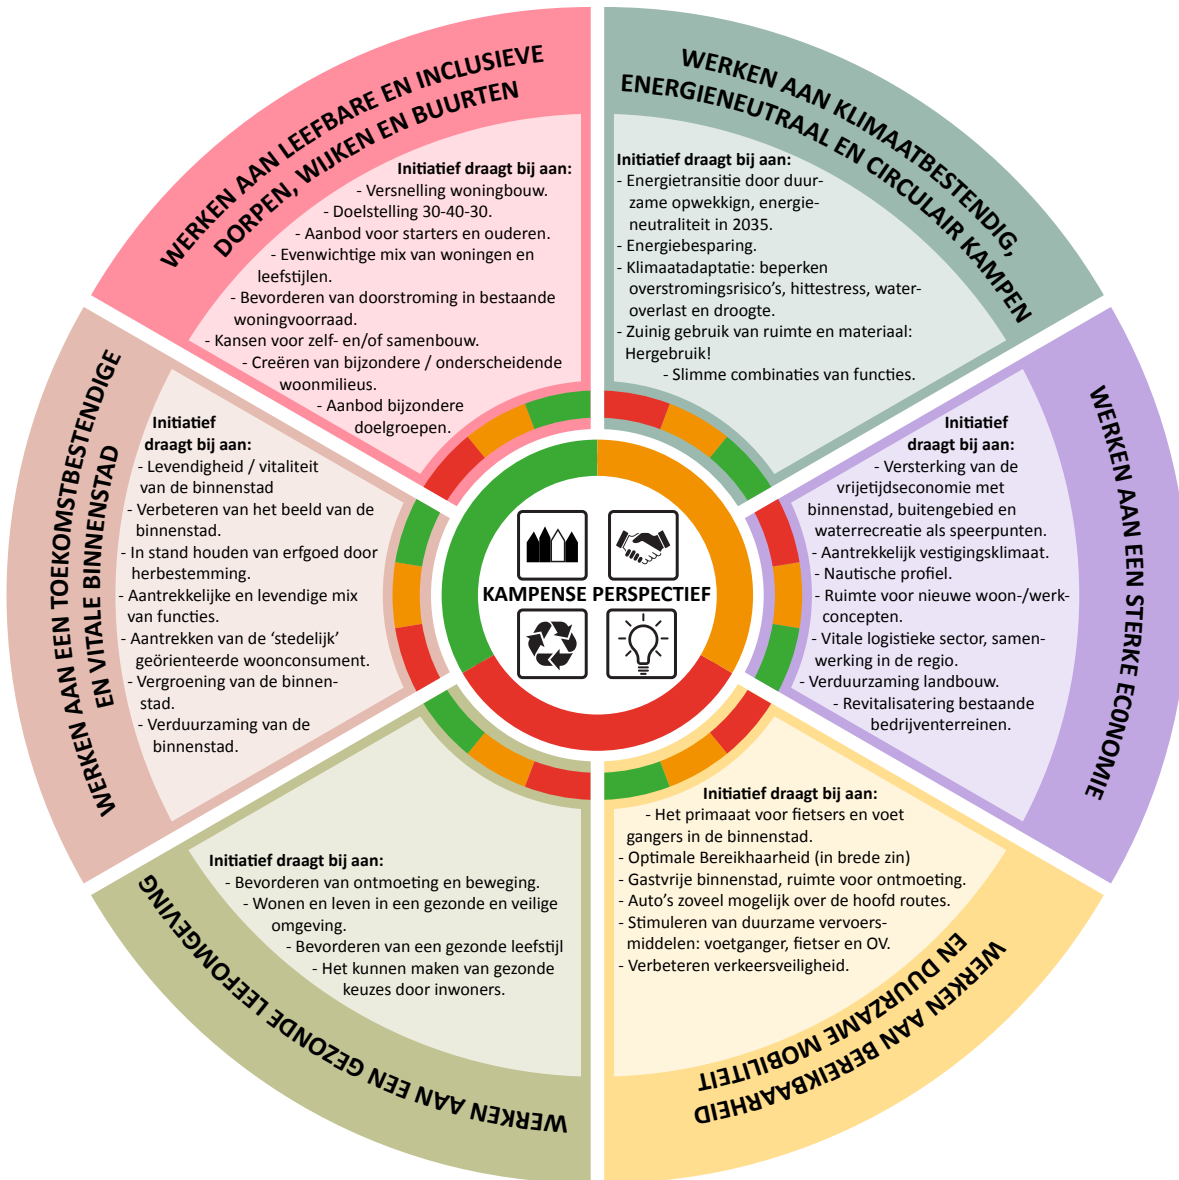 WERKEN AAN LEEFBARE EN INCLUSIEVE
DORPEN, WIJKEN EN BUURTEN
Initiatief draagt bij aan:
- Versnelling woningbouw.
- Doelstelling 30-40-30.
- Aanbod voor starters en ouderen.
- Evenwichtige mix van woningen en
leefstijlen.
- Bevorderen van doorstroming in bestaande
woningvoorraad.
- Kansen voor zelf- en/of samenbouw.
- Creëren van bijzondere / onderscheidende
woonmilieus.
- Aanbod bijzondere
doelgroepen.
WERKEN AAN KLIMAATBESTENDIG,
ENERGIENEUTRAAL EN CIRCULAIR KAMPEN
Initiatief draagt bij aan:
- Energietransitie door duur-
zame opwekkign, energie-
neutraliteit in 2035.
- Energiebesparing.
- Klimaatadaptatie: beperken
overstromingsrisico’s, hittestress, water-
overlast en droogte.
- Zuinig gebruik van ruimte en materiaal:
Hergebruik!
- Slimme combinaties van functies.
WERKEN AAN EEN STERKE ECONOMIE
Initiatief
draagt bij aan:
- Versterking van de
vrijetijdseconomie met
binnenstad, buitengebied en
waterrecreatie als speerpunten.
- Aantrekkelijk vestigingsklimaat.
- Nautische profiel.
- Ruimte voor nieuwe woon-/werk-
concepten.
- Vitale logistieke sector, samen-
werking in de regio.
- Verduurzaming landbouw.
- Revitalisatering bestaande
bedrijventerreinen.
WERKEN AAN BEREIKBAARHEID
EN DUURZAME MOBILITEIT
Initiatief draagt bij aan:
- Het primaaat voor fietsers en voet
gangers in de binnenstad.
- Optimale Bereikhaarheid (in brede zin)
- Gastvrije binnenstad, ruimte voor ontmoeting.
- Auto’s zoveel mogelijk over de hoofd routes.
- Stimuleren van duurzame vervoers-
middelen: voetganger, fietser en OV.
- Verbeteren verkeersveiligheid.
WERKEN AAN EEN GEZONDE LEEFOMGEVING
Initiatief draagt bij aan:
- Bevorderen van ontmoeting en beweging.
- Wonen en leven in een gezonde en veilige
omgeving.
- Bevorderen van een gezonde leefstijl
- Het kunnen maken van gezonde
keuzes door inwoners.
WERKEN AAN EEN TOEKOMSTBESTENDIGE
EN VITALE BINNENSTAD
Initiatief
draagt bij aan:
- Levendigheid / vitaliteit
van de binnenstad
- Verbeteren van het beeld van de
binnenstad.
- In stand houden van erfgoed door
herbestemming.
- Aantrekkelijke en levendige mix
van functies.
- Aantrekken van de ‘stedelijk’
geörienteerde woonconsument.
- Vergroening van de binnen-
stad.
- Verduurzaming van de
binnenstad.
KAMPENSE PERSPECTIEF